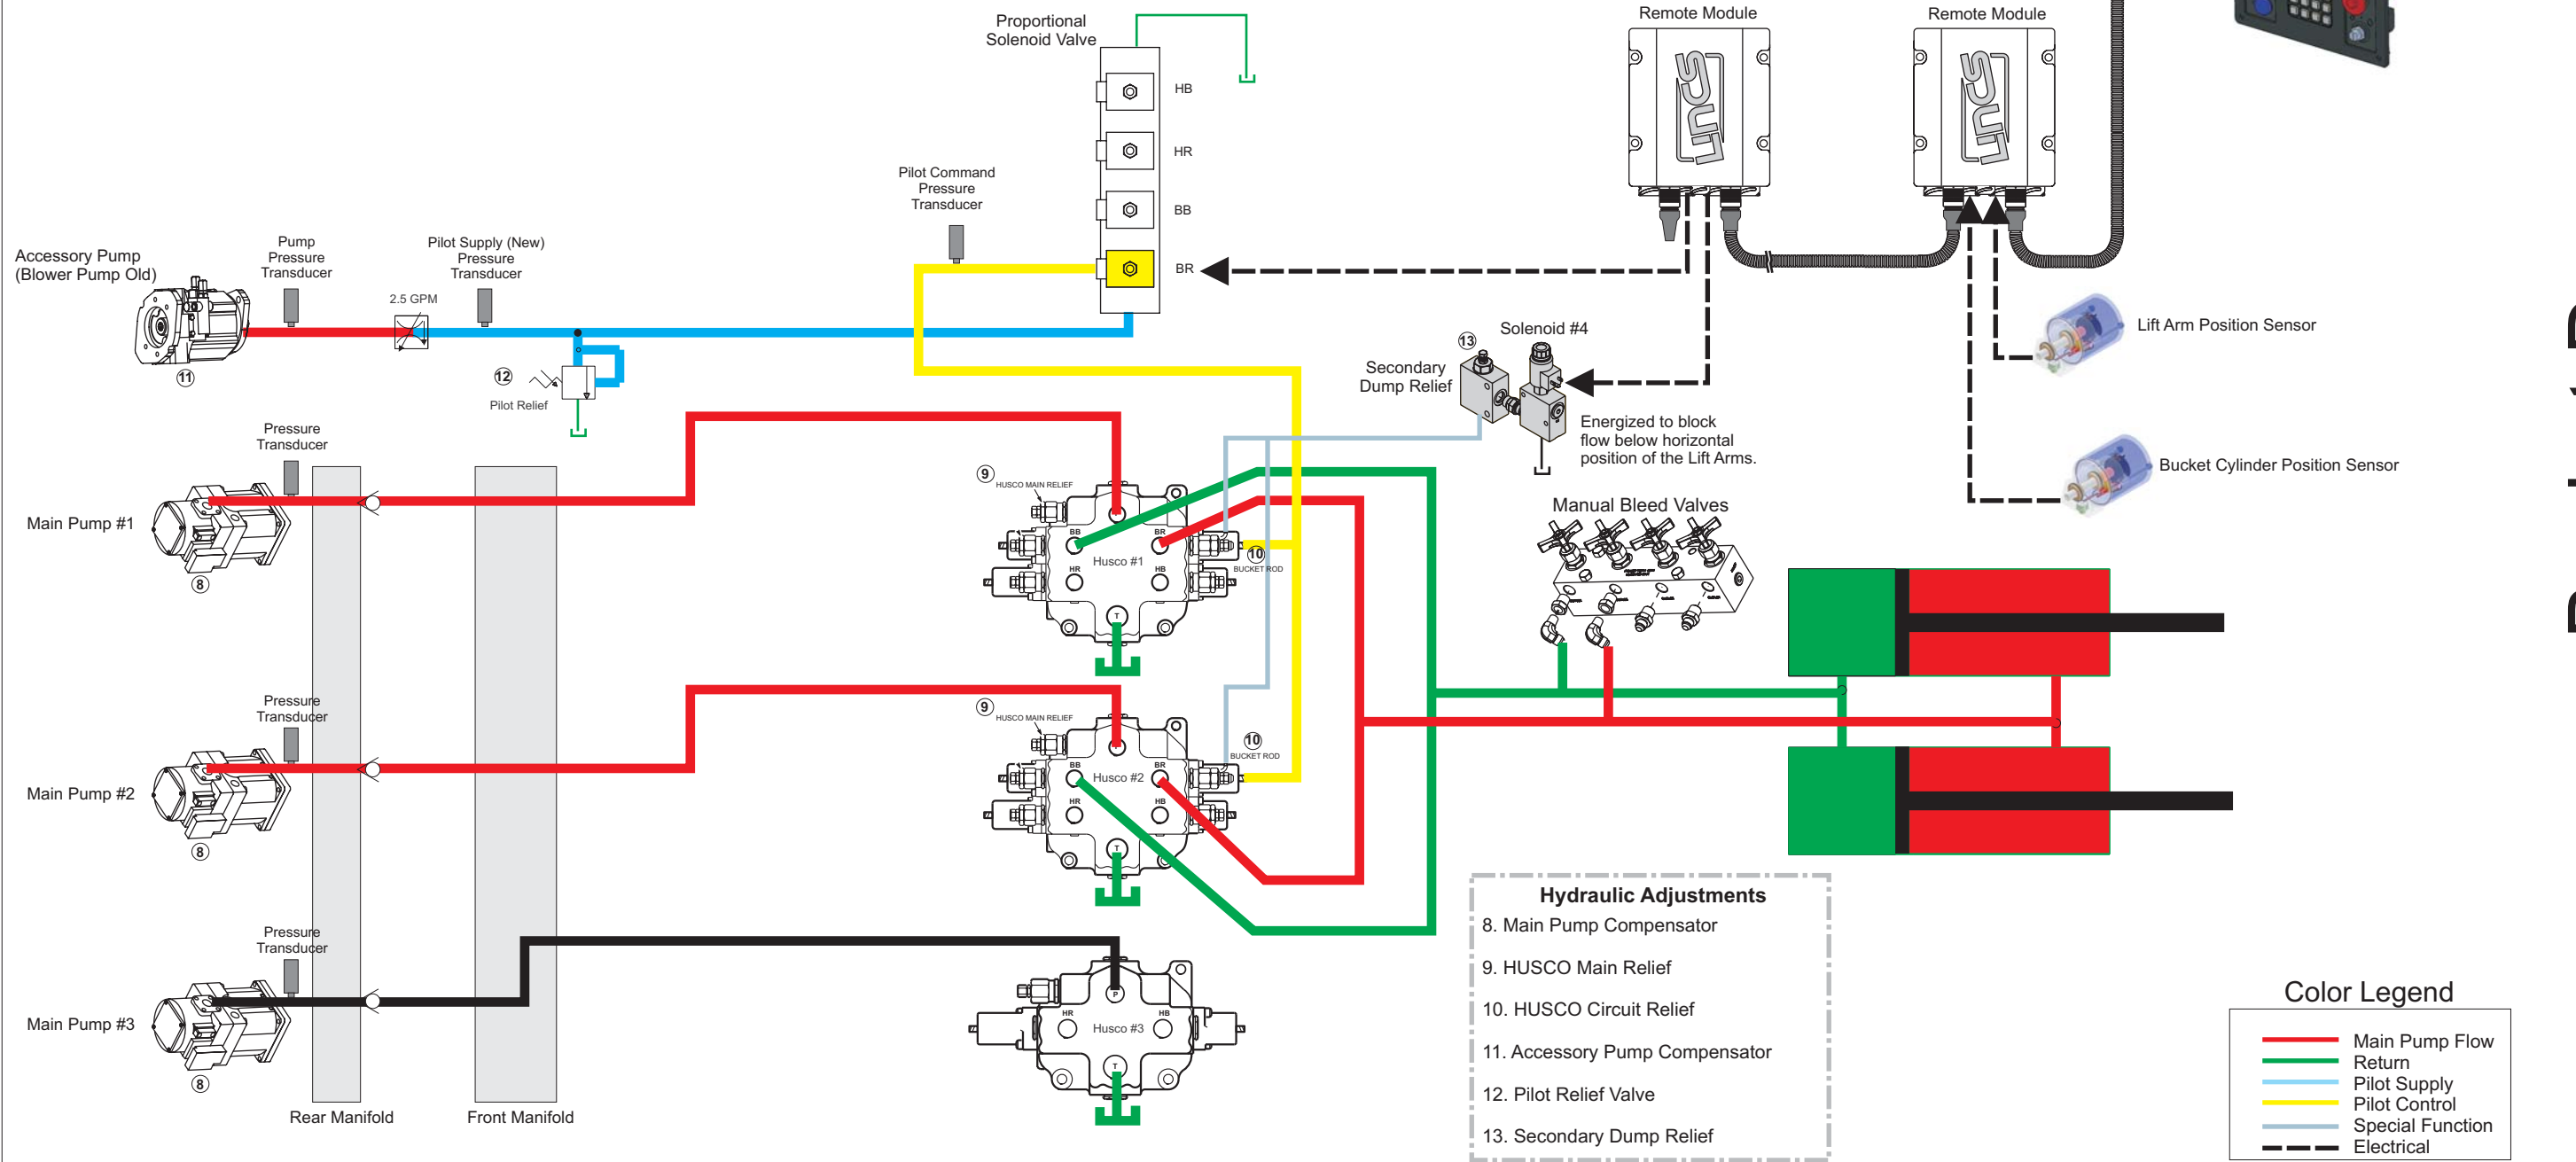 Proportional
Solenoid Valve
HB
HR
BB
BR
Remote Module
Remote Module
Pilot Command
Pressure
Transducer
Accessory Pump
(Blower Pump Old)
11
Pump
Pressure
Transducer
2.5 GPM
Pilot Supply (New)
Pressure
Transducer
12
Pilot Relief
13
Secondary
Dump Relief
Solenoid #4
Energized to block
flow below horizontal
position of the Lift Arms.
Lift Arm Position Sensor
Bucket Cylinder Position Sensor
Manual Bleed Valves
Pressure
Transducer
Main Pump #1
8
9
HUSCO MAIN RELIEF
BB
BR
Husco #1
HR
HB
T
10
BUCKET ROD
Pressure
Transducer
Main Pump #2
8
9
HUSCO MAIN RELIEF
BB
BR
Husco #2
HR
HB
T
10
BUCKET ROD
Pressure
Transducer
Main Pump #3
8
P
HR
HB
Husco #3
T
Rear Manifold
Front Manifold
Hydraulic Adjustments
8. Main Pump Compensator
9. HUSCO Main Relief
10. HUSCO Circuit Relief
11. Accessory Pump Compensator
12. Pilot Relief Valve
13. Secondary Dump Relief
Color Legend
Main Pump Flow
Return
Pilot Supply
Pilot Control
Special Function
Electrical